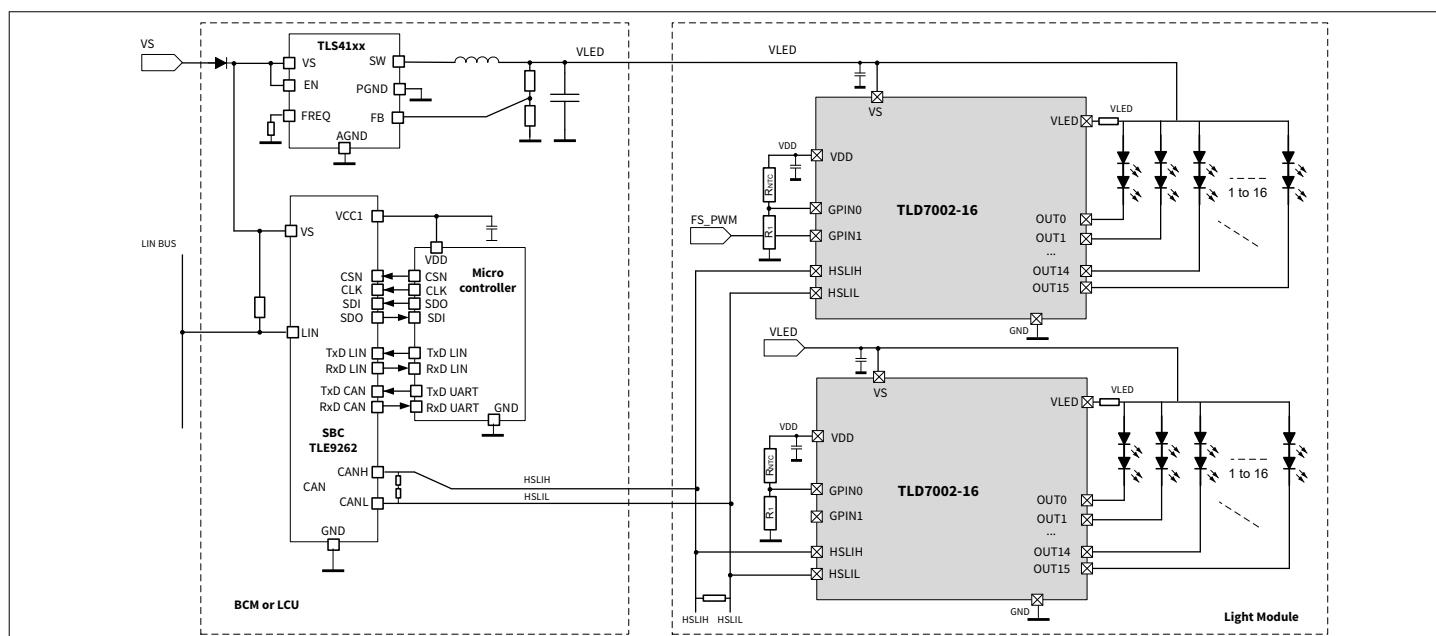 VS
TLS41xx
VS
SW
EN
PGND
FREQ
FB
AGND
VLED
VLED
VS
VLED
VLED
VDD
VDD
RNTC
R1
GPIN0
TLD7002-16
FS_PWM
GPIN1
HSLIH
HSLIL
OUT0
OUT1
...
OUT14
OUT15
1 to 16
GND
LIN BUS
VCC1
VS
VDD
Micro
controller
CSN
CSN
CLK
CLK
SDI
SDO
SDO
SDI
LIN
TxD LIN
TxD LIN
RxD LIN
RxD LIN
TxD CAN
TxD UART
RxD CAN
RxD UART
GND
SBC
TLE9262
CANH
CAN
CANL
GND
HSLIH
HSLIL
BCM or LCU
VLED
VS
VLED
VLED
VDD
VDD
RNTC
R1
GPIN0
TLD7002-16
GPIN1
HSLIH
HSLIL
OUT0
OUT1
...
OUT14
OUT15
1 to 16
GND
HSLIH
HSLIL
Light Module